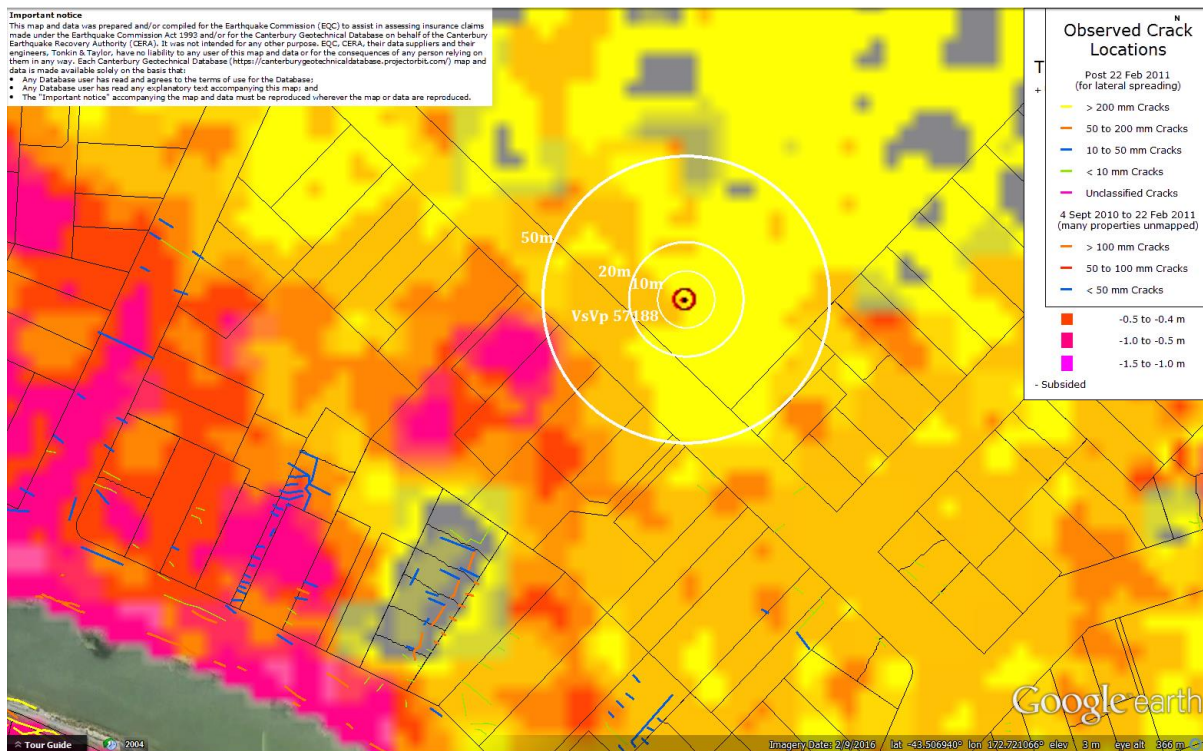 Important notice
This map and data was prepared and/or compiled for the Earthquake Commission (EQC) to assist in assessing insurance claims
made under the Earthquake Commission Act 1993 and/or for the Canterbury Geotechnical Database on behalf of the Canterbury
Earthquake Recovery Authority (CERA). It was not intended for any other purpose. EQC, CERA, their data suppliers and their
engineers, Tonkin & Taylor, have no liability to any user of this map and data or for the consequences of any person relying on
them in any way. Each Canterbury Geotechnical Database (https://canterburygeotechnicaldatabase.projectorbit.com/) map and
data is made available solely on the basis that:
• Any Database user has read and agrees to the terms of use for the Database;
• Any Database user has read any explanatory text accompanying this map; and
• The "Important notice" accompanying the map and data must be reproduced wherever the map or data are reproduced.
N
Observed Crack
Locations
T
+
Post 22 Feb 2011
(for lateral spreading)
> 200 mm Cracks
50 to 200 mm Cracks
10 to 50 mm Cracks
< 10 mm Cracks
Unclassified Cracks
4 Sept 2010 to 22 Feb 2011
(many properties unmapped)
> 100 mm Cracks
50 to 100 mm Cracks
< 50 mm Cracks
-0.5 to -0.4 m
-1.0 to -0.5 m
-1.5 to -1.0 m
- Subsided
50m
20m
10m
VsVp 57188
Google earth
Tour Guide
2004
Imagery Date: 2/9/2016 lat -43.506940° lon 172.721066° elev 3 m eye alt 366 m